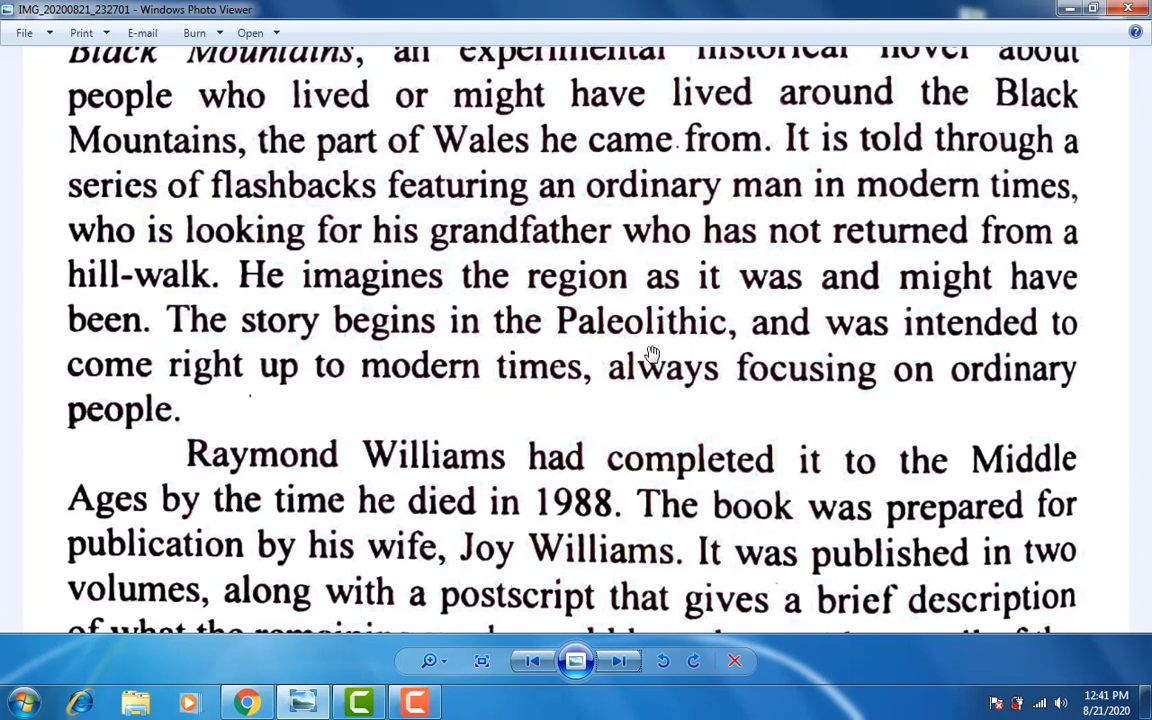 IMG_20200821_232701 - Windows Photo Viewer
File Print E-mail Burn Open
Black Mountains, an experimental historical novel about
people who lived or might have lived around the Black
Mountains, the part of Wales he came from. It is told through a
series of flashbacks featuring an ordinary man in modern times,
who is looking for his grandfather who has not returned from a
hill-walk. He imagines the region as it was and might have
been. The story begins in the Paleolithic, and was intended to
come right up to modern times, always focusing on ordinary
people.
Raymond Williams had completed it to the Middle
Ages by the time he died in 1988. The book was prepared for
publication by his wife, Joy Williams. It was published in two
volumes, along with a postscript that gives a brief description
of what the remaining
12:41 PM
8/21/2020